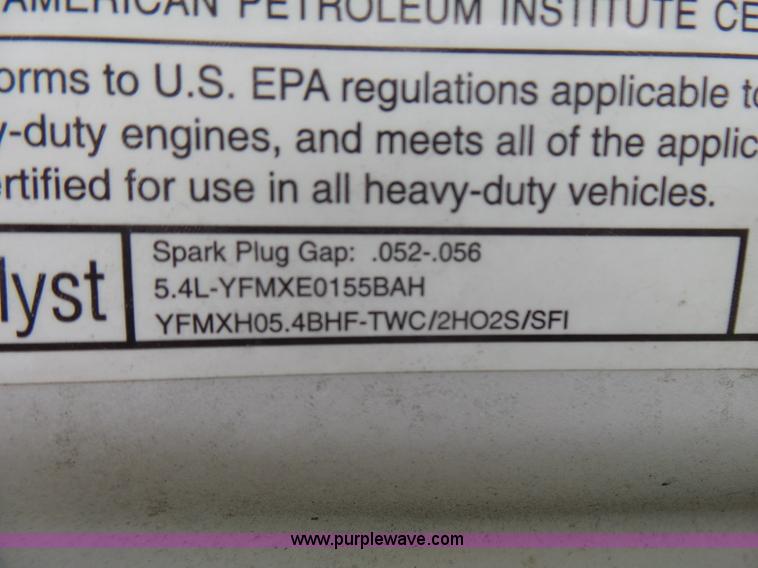 AMERICAN PETROLEUM INSTITUTE CE
orms to U.S. EPA regulations applicable to
y-duty engines, and meets all of the applic
ertified for use in all heavy-duty vehicles.
lyst
Spark Plug Gap: .052-.056
5.4L-YFMXE0155BAH
YFMXH05.4BHF-TWC/2HO2S/SFI
www.purplewave.com